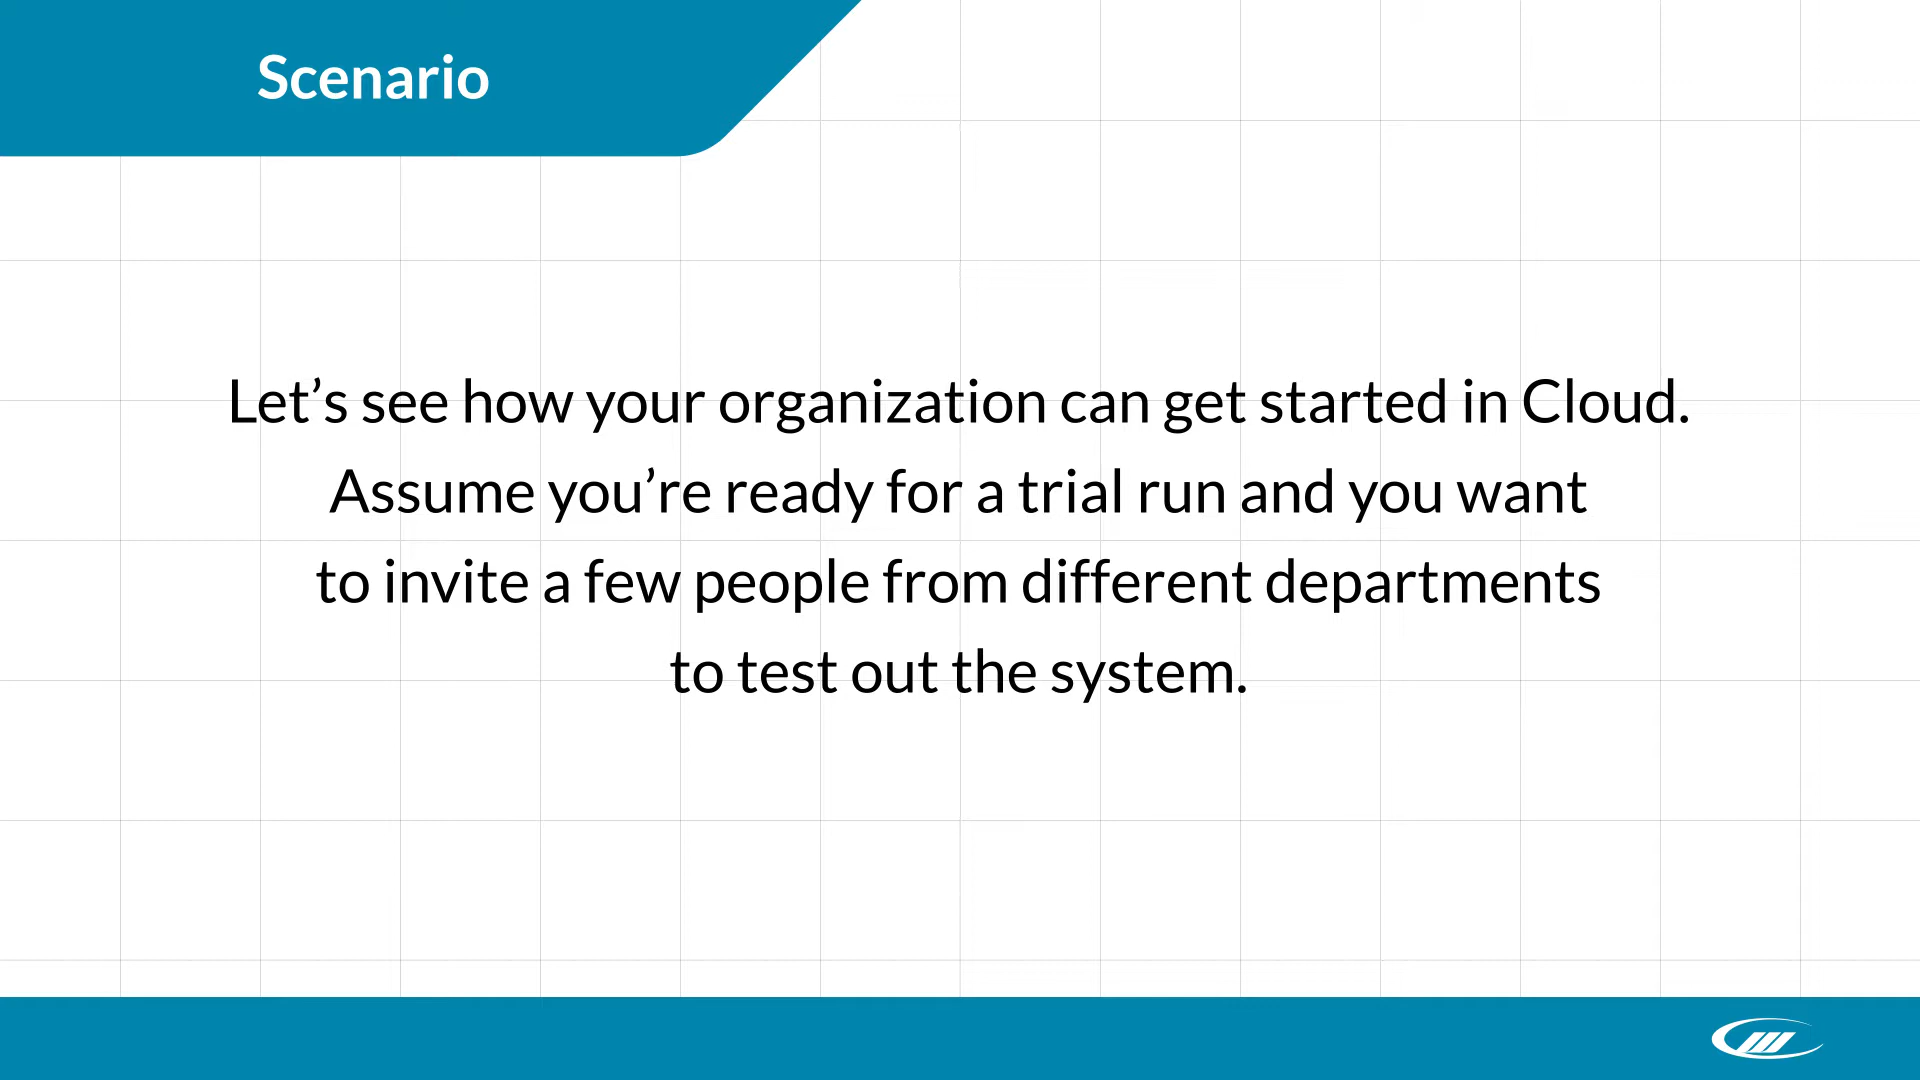 Scenario
Let’s see how your organization can get started in Cloud.
Assume you’re ready for a trial run and you want
to invite a few people from different departments
to test out the system.